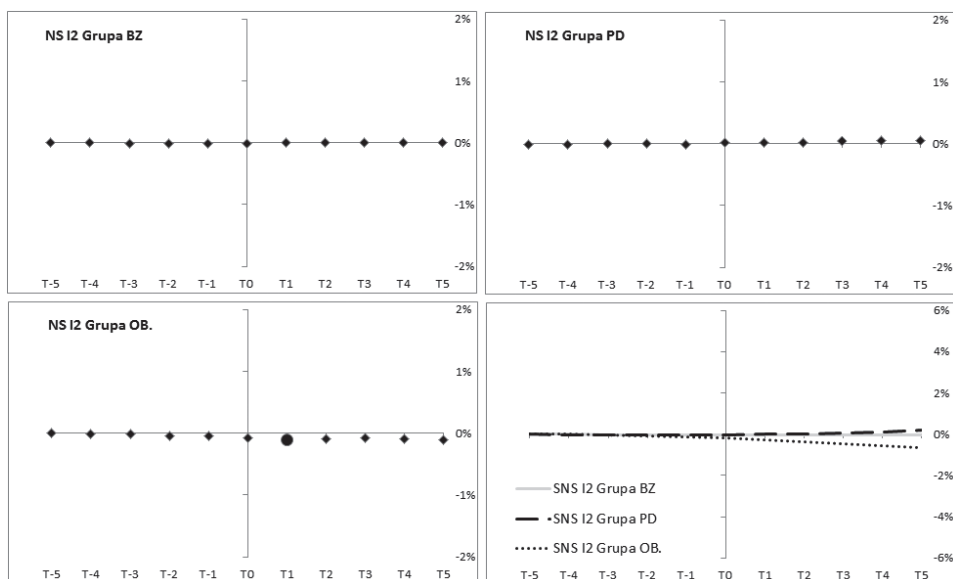 NS I2 Grupa BZ
2%
1%
0%
-1%
-2%
T-5 T-4 T-3 T-2 T-1 T0 T1 T2 T3 T4 T5
NS I2 Grupa PD
2%
1%
0%
-1%
-2%
T-5 T-4 T-3 T-2 T-1 T0 T1 T2 T3 T4 T5
NS I2 Grupa OB.
2%
1%
0%
-1%
-2%
T-5 T-4 T-3 T-2 T-1 T0 T1 T2 T3 T4 T5
6%
4%
2%
0%
-2%
-4%
-6%
SNS I2 Grupa BZ
SNS I2 Grupa PD
SNS I2 Grupa OB.
T-5 T-4 T-3 T-2 T-1 T0 T1 T2 T3 T4 T5